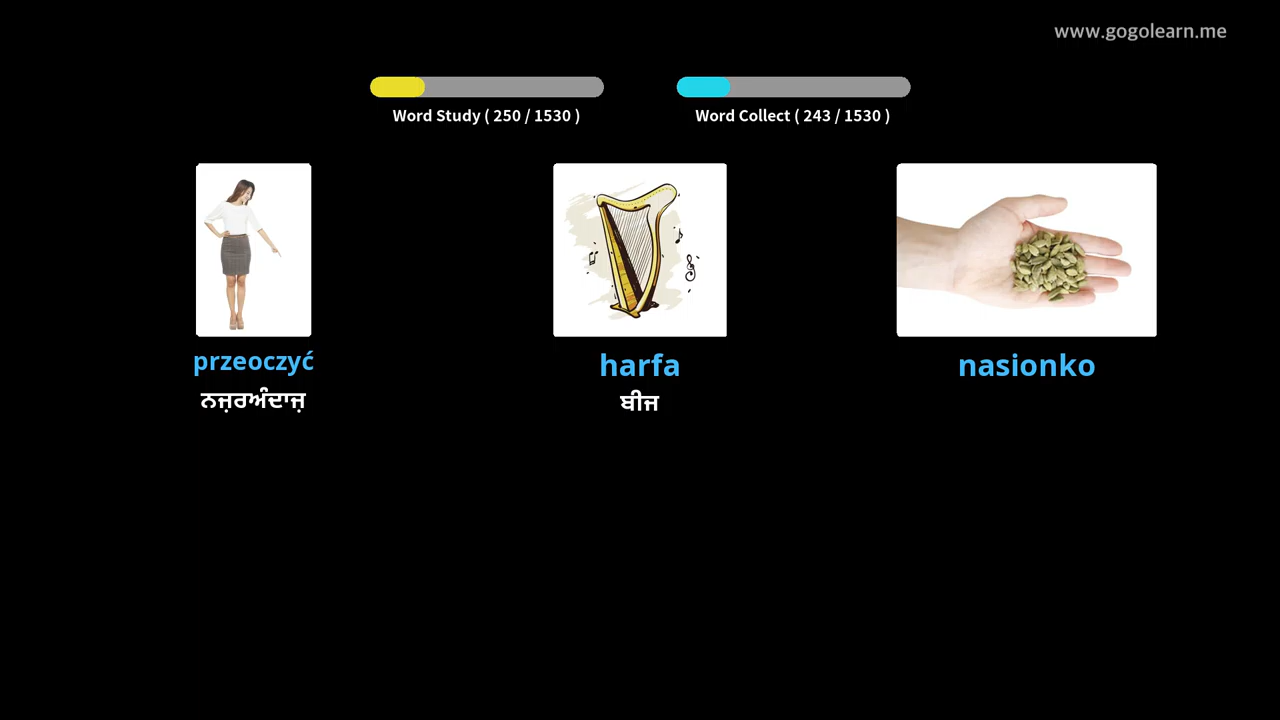 www.gogolearn.me
Word Study ( 250 / 1530 )
Word Collect ( 243 / 1530 )
przeoczyć
harfa
nasionko
ਨਜ਼ਰਅੰਦਾਜ਼
ਬੀਜ